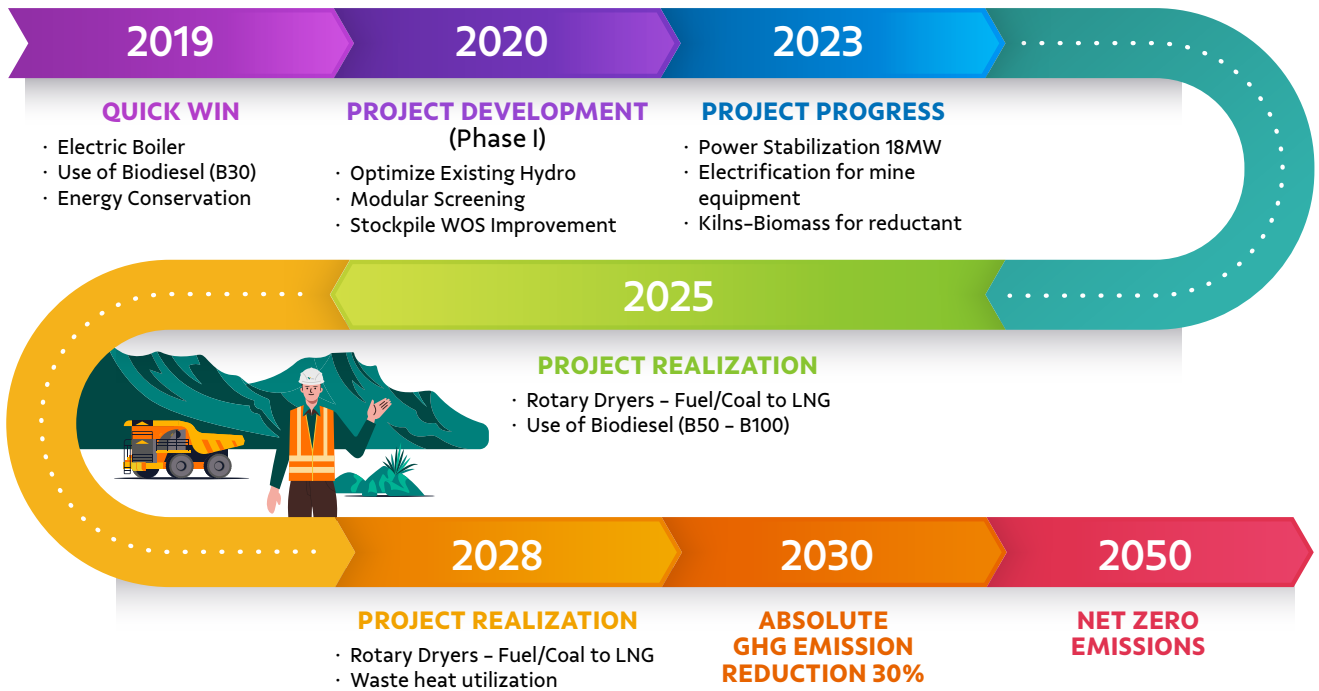 2019
2020
2023
QUICK WIN
· Electric Boiler
· Use of Biodiesel (B30)
· Energy Conservation
PROJECT DEVELOPMENT
(Phase I)
· Optimize Existing Hydro
· Modular Screening
· Stockpile WOS Improvement
PROJECT PROGRESS
· Power Stabilization 18MW
· Electrification for mine
equipment
· Kilns-Biomass for reductant
2025
PROJECT REALIZATION
· Rotary Dryers – Fuel/Coal to LNG
· Use of Biodiesel (B50 – B100)
2028
2030
2050
PROJECT REALIZATION
· Rotary Dryers – Fuel/Coal to LNG
· Waste heat utilization
ABSOLUTE
GHG EMISSION
REDUCTION 30%
NET ZERO
EMISSIONS